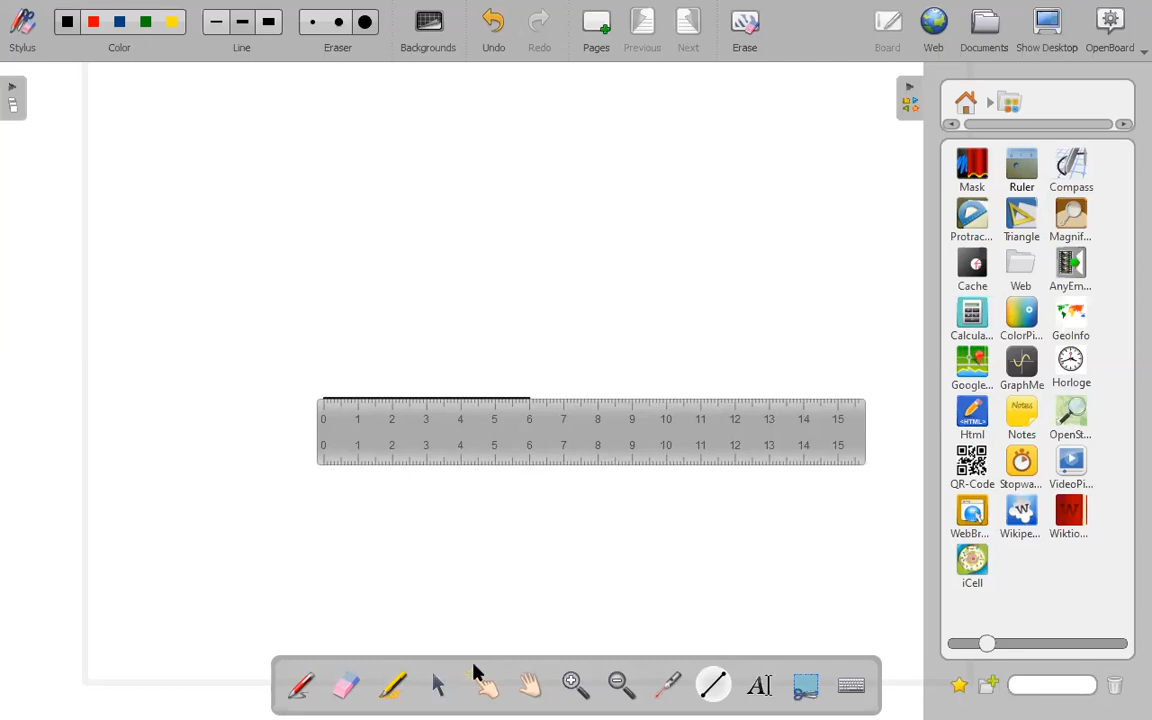 Stylus Color Line Eraser Backgrounds Undo Redo Pages Previous Next Erase Board Web Documents Show Desktop OpenBoard
Mask Ruler Compass
Protrac... Triangle Magnif...
Cache Web AnyEm...
Calcula... ColorPi... GeoInfo
Google... GraphMe Horloge
Html Notes OpenSt...
QR-Code Stopwa... VideoPi...
WebBr... Wikipe... Wiktio...
iCell
0 1 2 3 4 5 6 7 8 9 10 11 12 13 14 15
0 1 2 3 4 5 6 7 8 9 10 11 12 13 14 15